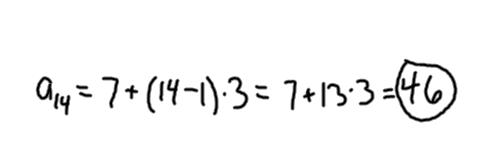 a₁₄ = 7 + (14-1)·3 = 7+13·3 = 46